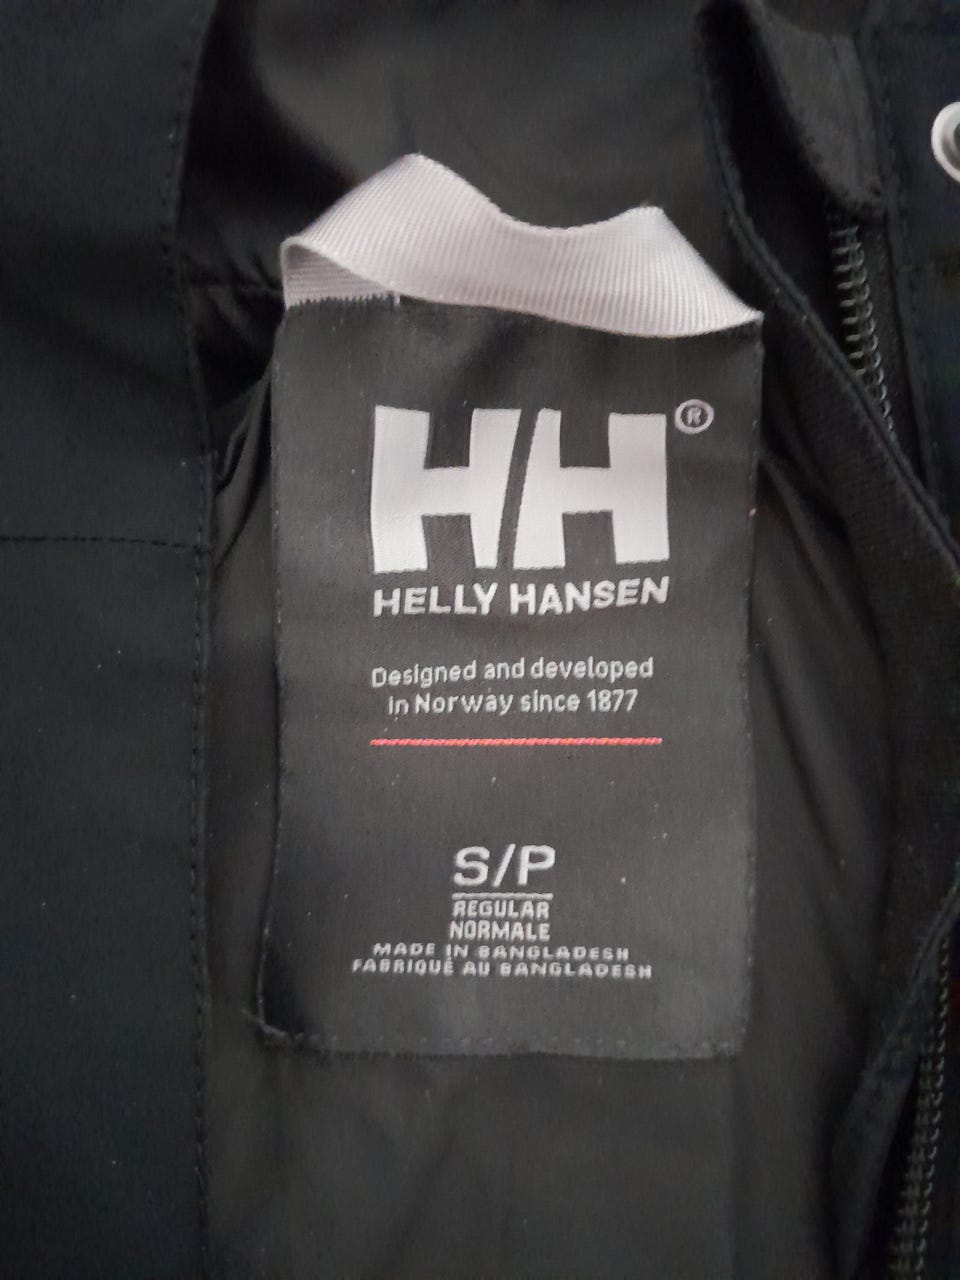 HH®
HELLY HANSEN
Designed and developed
in Norway since 1877
S/P
REGULAR
NORMALE
MADE IN BANGLADESH
FABRIQUÉ AU BANGLADESH